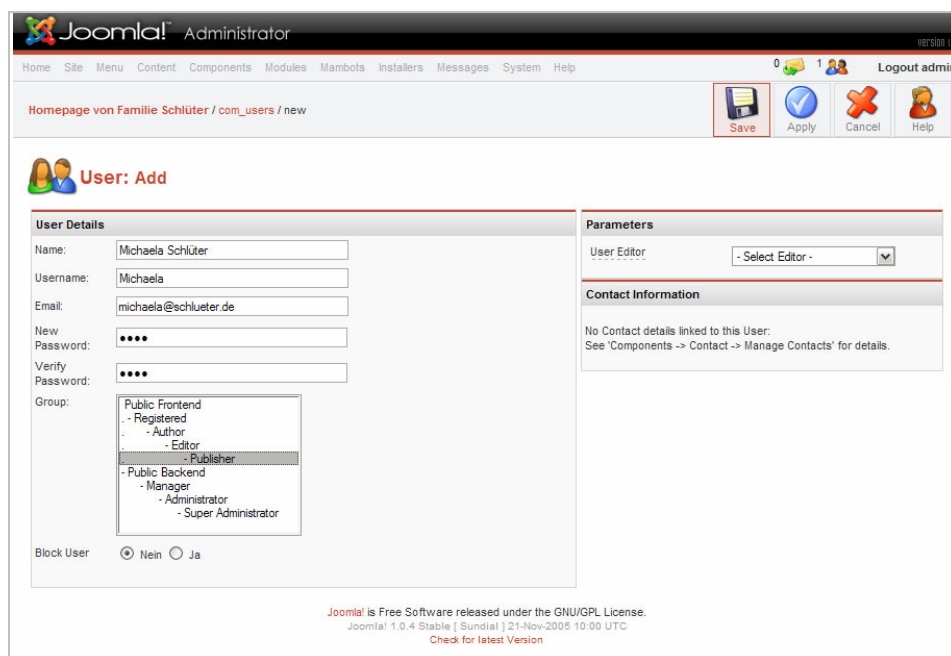 Joomla!™ Administrator
version 1.
Home Site Menu Content Components Modules Mambots Installers Messages System Help 0 1 Logout admi
Homepage von Familie Schlüter / com_users / new
Save Apply Cancel Help
User: Add
User Details
Name: Michaela Schlüter
Username: Michaela
Email: michaela@schlueter.de
New
Password: ••••
Verify
Password: ••••
Group:
Public Frontend
. - Registered
. - Author
. - Editor
. - Publisher
- Public Backend
- Manager
- Administrator
- Super Administrator
Block User Nein Ja
Parameters
User Editor - Select Editor -
Contact Information
No Contact details linked to this User:
See 'Components -> Contact -> Manage Contacts' for details.
Joomla! is Free Software released under the GNU/GPL License.
Joomla! 1.0.4 Stable [ Sundial ] 21-Nov-2005 10:00 UTC
Check for latest Version